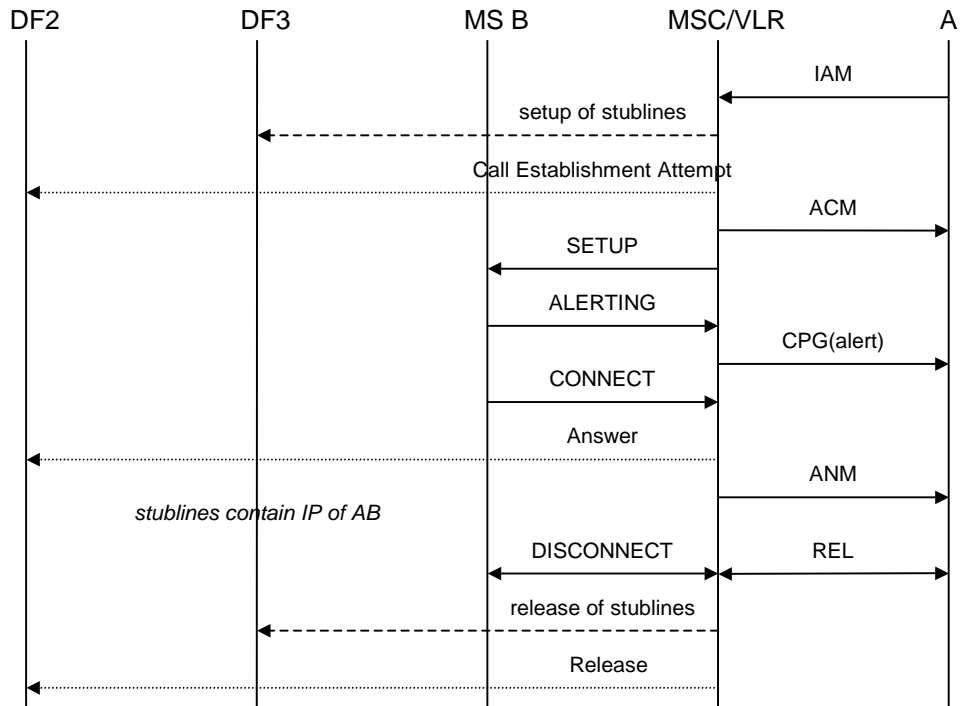 DF2 DF3 MS B MSC/VLR A
IAM
setup of stublines
Call Establishment Attempt
ACM
SETUP
ALERTING
CPG(alert)
CONNECT
Answer
ANM
stublines contain IP of AB
DISCONNECT REL
release of stublines
Release